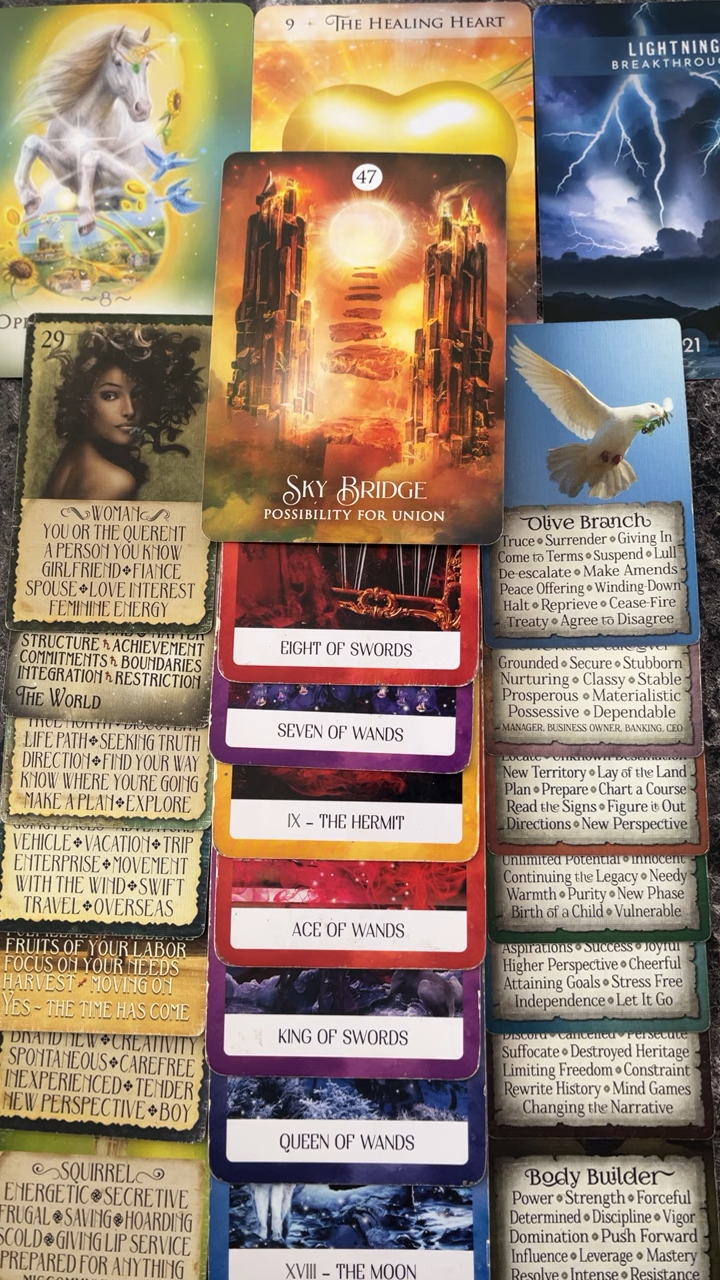 9 + THE HEALING HEART
LIGHTNING
~8~
47
21
SKY BRIDGE
POSSIBILITY FOR UNION
29
WOMAN
YOU OR THE QUERENT
A PERSON YOU KNOW
GIRLFRIEND❖FIANCE
SPOUSE❖LOVE INTEREST
FEMININE ENERGY
STRUCTURE ♄ ACHIEVEMENT
COMMITMENTS ♄ BOUNDARIES
INTEGRATION ♄ RESTRICTION
THE WORLD
LIFE PATH❖SEEKING TRUTH
DIRECTION❖FIND YOUR WAY
KNOW WHERE YOU'RE GOING
MAKE A PLAN❖EXPLORE
VEHICLE❖VACATION❖TRIP
ENTERPRISE❖MOVEMENT
WITH THE WIND❖SWIFT
TRAVEL❖OVERSEAS
FRUITS OF YOUR LABOR
FOCUS ON YOUR NEEDS
HARVEST MOVING ON
YES ~ THE TIME HAS COME
BRAND NEW❖CREATIVITY
SPONTANEOUS❖CAREFREE
INEXPERIENCED❖TENDER
NEW PERSPECTIVE❖BOY
SQUIRREL
ENERGETIC SECRETIVE
FRUGAL SAVING HOARDING
SCOLD GIVING LIP SERVICE
PREPARED FOR ANYTHING
EIGHT OF SWORDS
SEVEN OF WANDS
IX - THE HERMIT
ACE OF WANDS
KING OF SWORDS
QUEEN OF WANDS
XVIII - THE MOON
Olive Branch
Truce • Surrender • Giving In
Come to Terms • Suspend • Lull
De-escalate • Make Amends
Peace Offering • Winding-Down
Halt • Reprieve • Cease-Fire
Treaty • Agree to Disagree
Grounded • Secure • Stubborn
Nurturing • Classy • Stable
Prosperous • Materialistic
Possessive • Dependable
MANAGER, BUSINESS OWNER, BANKING, CEO
Locate • Unknown Destination
New Territory • Lay of the Land
Plan • Prepare • Chart a Course
Read the Signs • Figure it Out
Directions • New Perspective
Unlimited Potential • Innocent
Continuing the Legacy • Needy
Warmth • Purity • New Phase
Birth of a Child • Vulnerable
Aspirations • Success • Joyful
Higher Perspective • Cheerful
Attaining Goals • Stress Free
Independence • Let It Go
Discord • Cancelled • Persecute
Suffocate • Destroyed Heritage
Limiting Freedom • Constraint
Rewrite History • Mind Games
Changing the Narrative
Body Builder
Power • Strength • Forceful
Determined • Discipline • Vigor
Domination • Push Forward
Influence • Leverage • Mastery
Resolve • Intense • Resistance